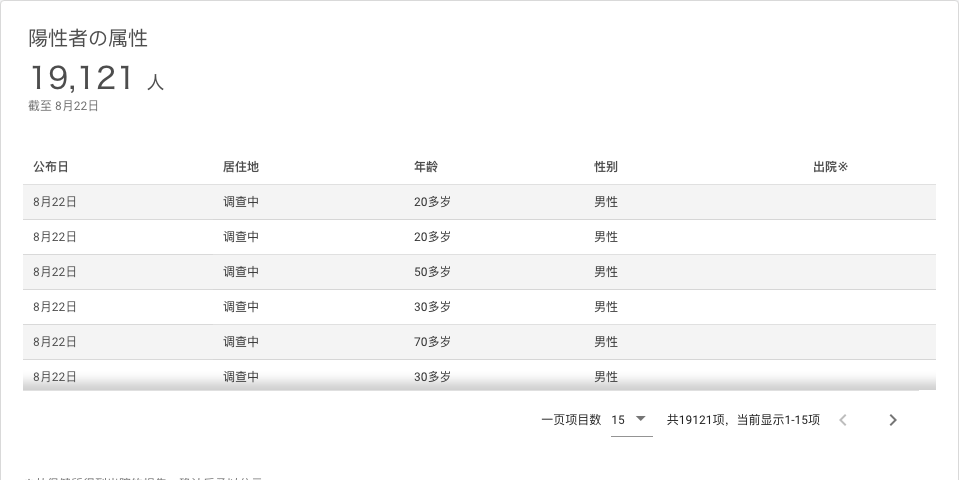 陽性者の属性
19,121 人
截至 8月22日
公布日 居住地 年龄 性别 出院※
8月22日 调查中 20多岁 男性
8月22日 调查中 20多岁 男性
8月22日 调查中 50多岁 男性
8月22日 调查中 30多岁 男性
8月22日 调查中 70多岁 男性
8月22日 调查中 30多岁 男性
一页项目数 15 共19121项，当前显示1-15项